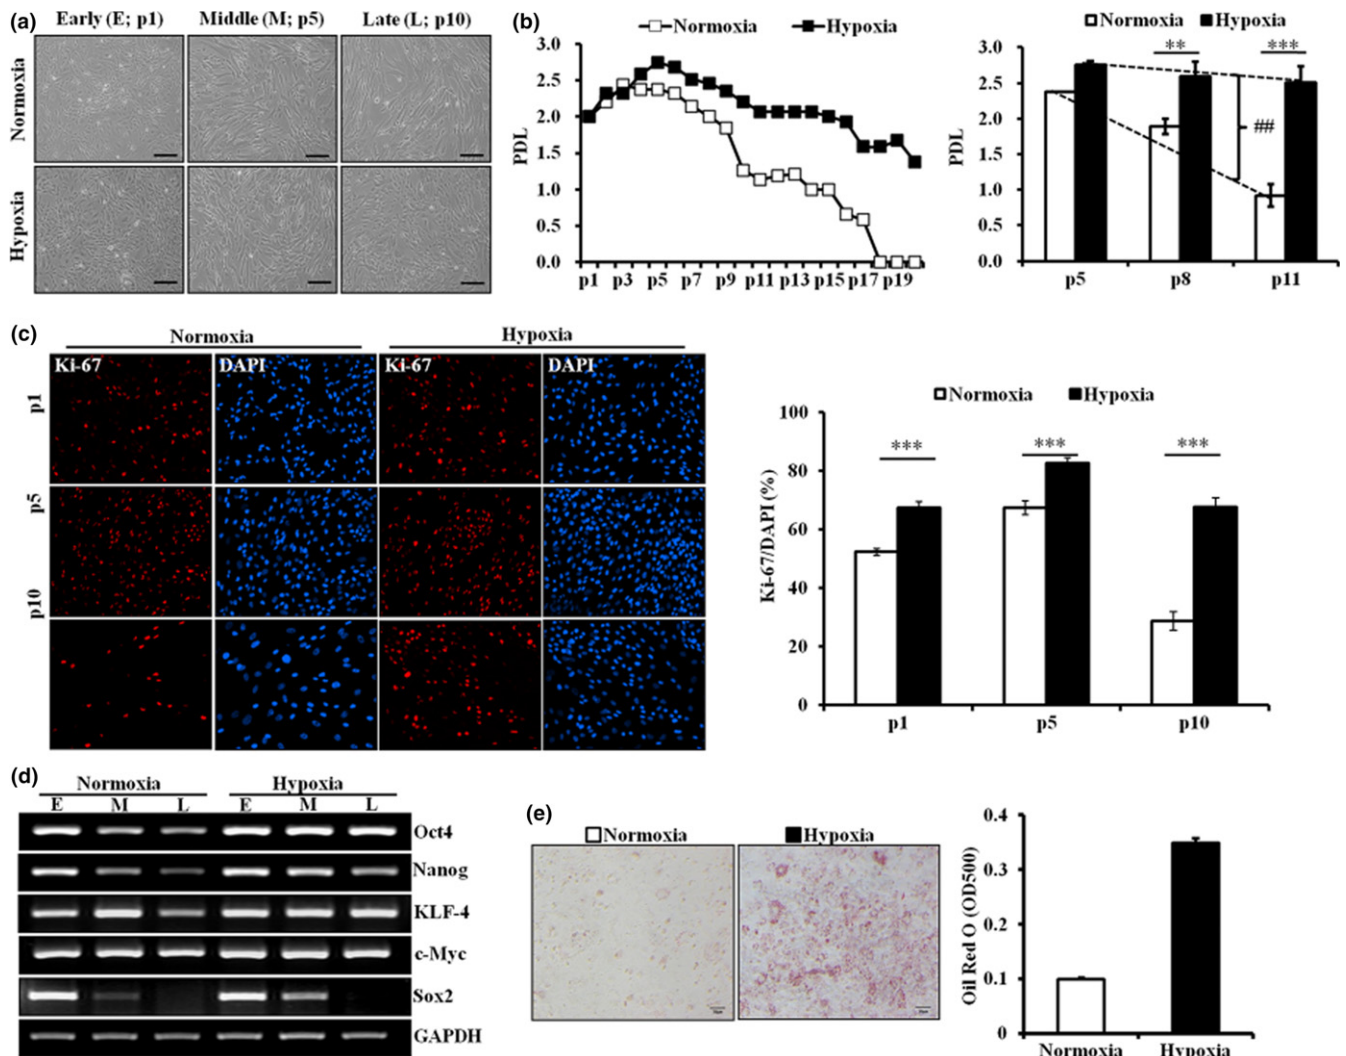 (a)
Early (E; p1) Middle (M; p5) Late (L; p10)
Normoxia
Hypoxia
(b)
Normoxia Hypoxia
PDL
3.0
2.5
2.0
1.5
1.0
0.5
0.0
p1 p3 p5 p7 p9 p11 p13 p15 p17 p19
Normoxia Hypoxia
PDL
3.0
2.5
2.0
1.5
1.0
0.5
0.0
** ***
##
p5 p8 p11
(c)
Normoxia Hypoxia
Ki-67 DAPI Ki-67 DAPI
p1
p5
p10
Normoxia Hypoxia
Ki-67/DAPI (%)
100
80
60
40
20
0
*** *** ***
p1 p5 p10
(d)
Normoxia Hypoxia
E M L E M L
Oct4
Nanog
KLF-4
c-Myc
Sox2
GAPDH
(e)
Normoxia Hypoxia
Oil Red O (OD500)
0.4
0.3
0.2
0.1
0
Normoxia Hypoxia